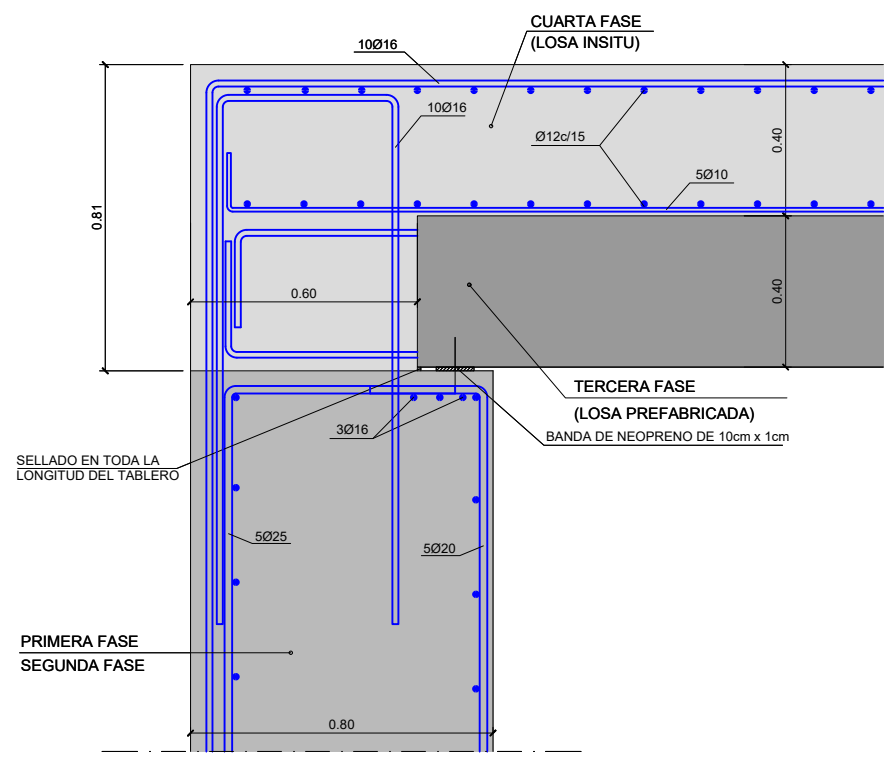 CUARTA FASE
(LOSA INSITU)
10Ø16
10Ø16
Ø12c/15
0.40
5Ø10
0.81
0.60
0.40
TERCERA FASE
(LOSA PREFABRICADA)
3Ø16
BANDA DE NEOPRENO DE 10cm x 1cm
SELLADO EN TODA LA
LONGITUD DEL TABLERO
5Ø25
5Ø20
PRIMERA FASE
SEGUNDA FASE
0.80